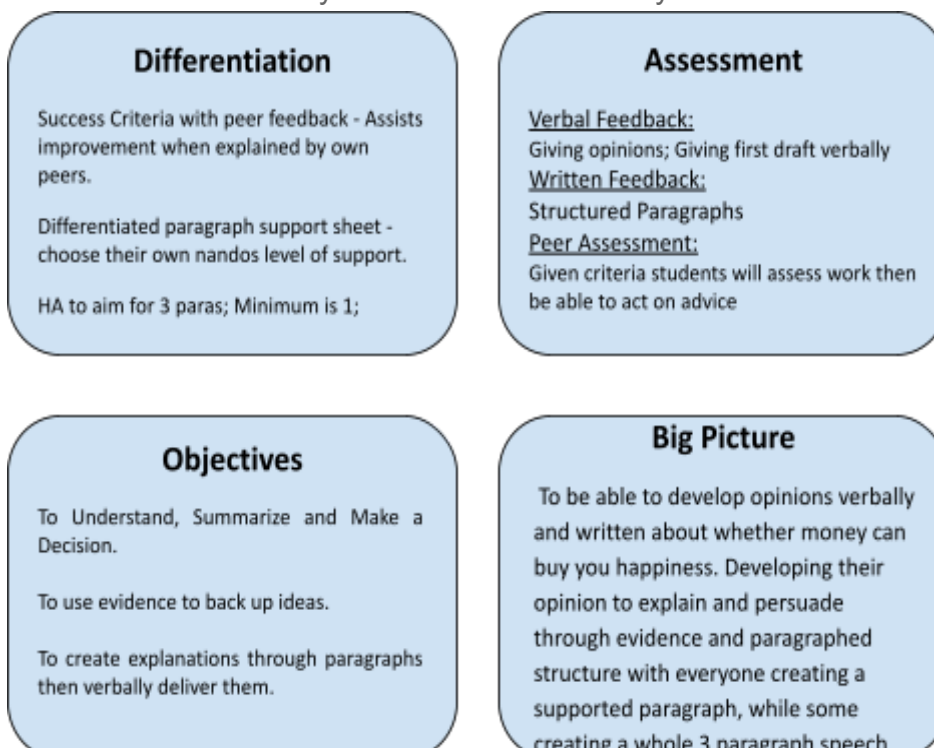 Differentiation
Success Criteria with peer feedback - Assists
improvement when explained by own
peers.
Differentiated paragraph support sheet -
choose their own nandos level of support.
HA to aim for 3 paras; Minimum is 1;
Assessment
Verbal Feedback:
Giving opinions; Giving first draft verbally
Written Feedback:
Structured Paragraphs
Peer Assessment:
Given criteria students will assess work then
be able to act on advice
Objectives
To Understand, Summarize and Make a
Decision.
To use evidence to back up ideas.
To create explanations through paragraphs
then verbally deliver them.
Big Picture
To be able to develop opinions verbally
and written about whether money can
buy you happiness. Developing their
opinion to explain and persuade
through evidence and paragraphed
structure with everyone creating a
supported paragraph, while some
creating a whole 3 paragraph speech